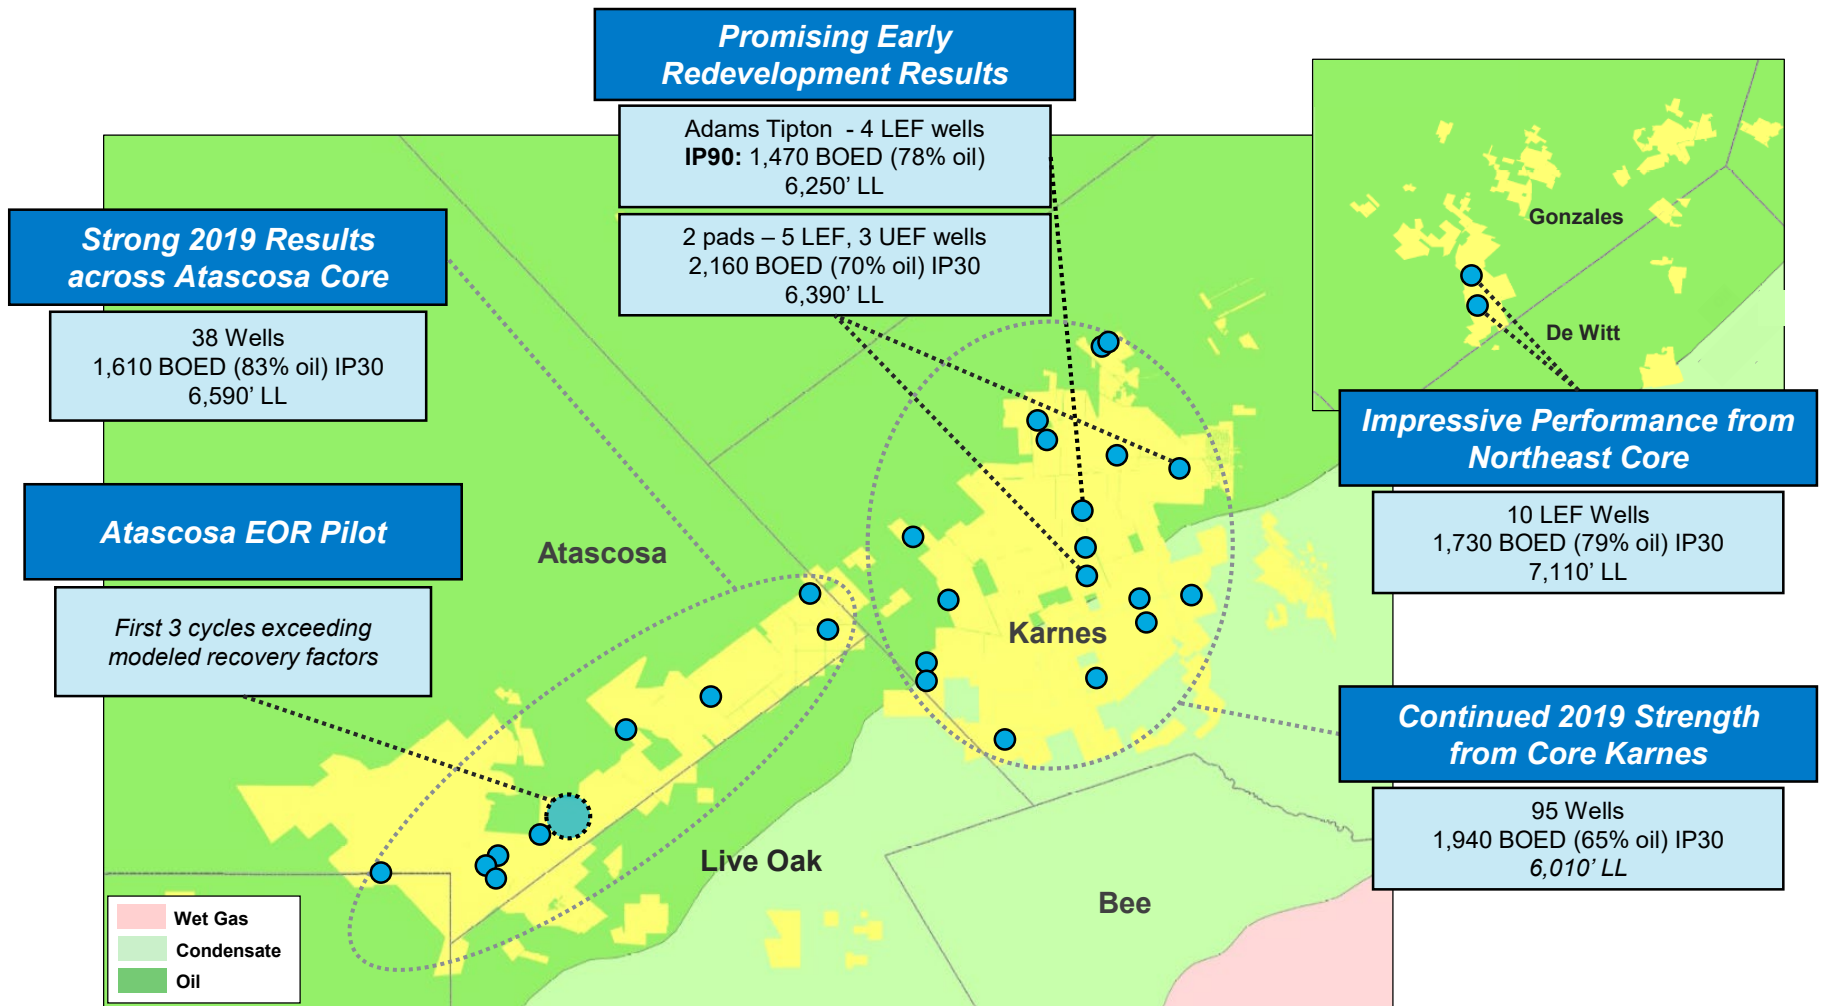 Promising Early
Redevelopment Results
Adams Tipton - 4 LEF wells
IP90: 1,470 BOED (78% oil)
6,250’ LL
2 pads – 5 LEF, 3 UEF wells
2,160 BOED (70% oil) IP30
6,390’ LL
Strong 2019 Results
across Atascosa Core
38 Wells
1,610 BOED (83% oil) IP30
6,590’ LL
Atascosa EOR Pilot
First 3 cycles exceeding
modeled recovery factors
Gonzales
De Witt
Impressive Performance from
Northeast Core
10 LEF Wells
1,730 BOED (79% oil) IP30
7,110’ LL
Continued 2019 Strength
from Core Karnes
95 Wells
1,940 BOED (65% oil) IP30
6,010’ LL
Atascosa
Karnes
Live Oak
Bee
Wet Gas
Condensate
Oil